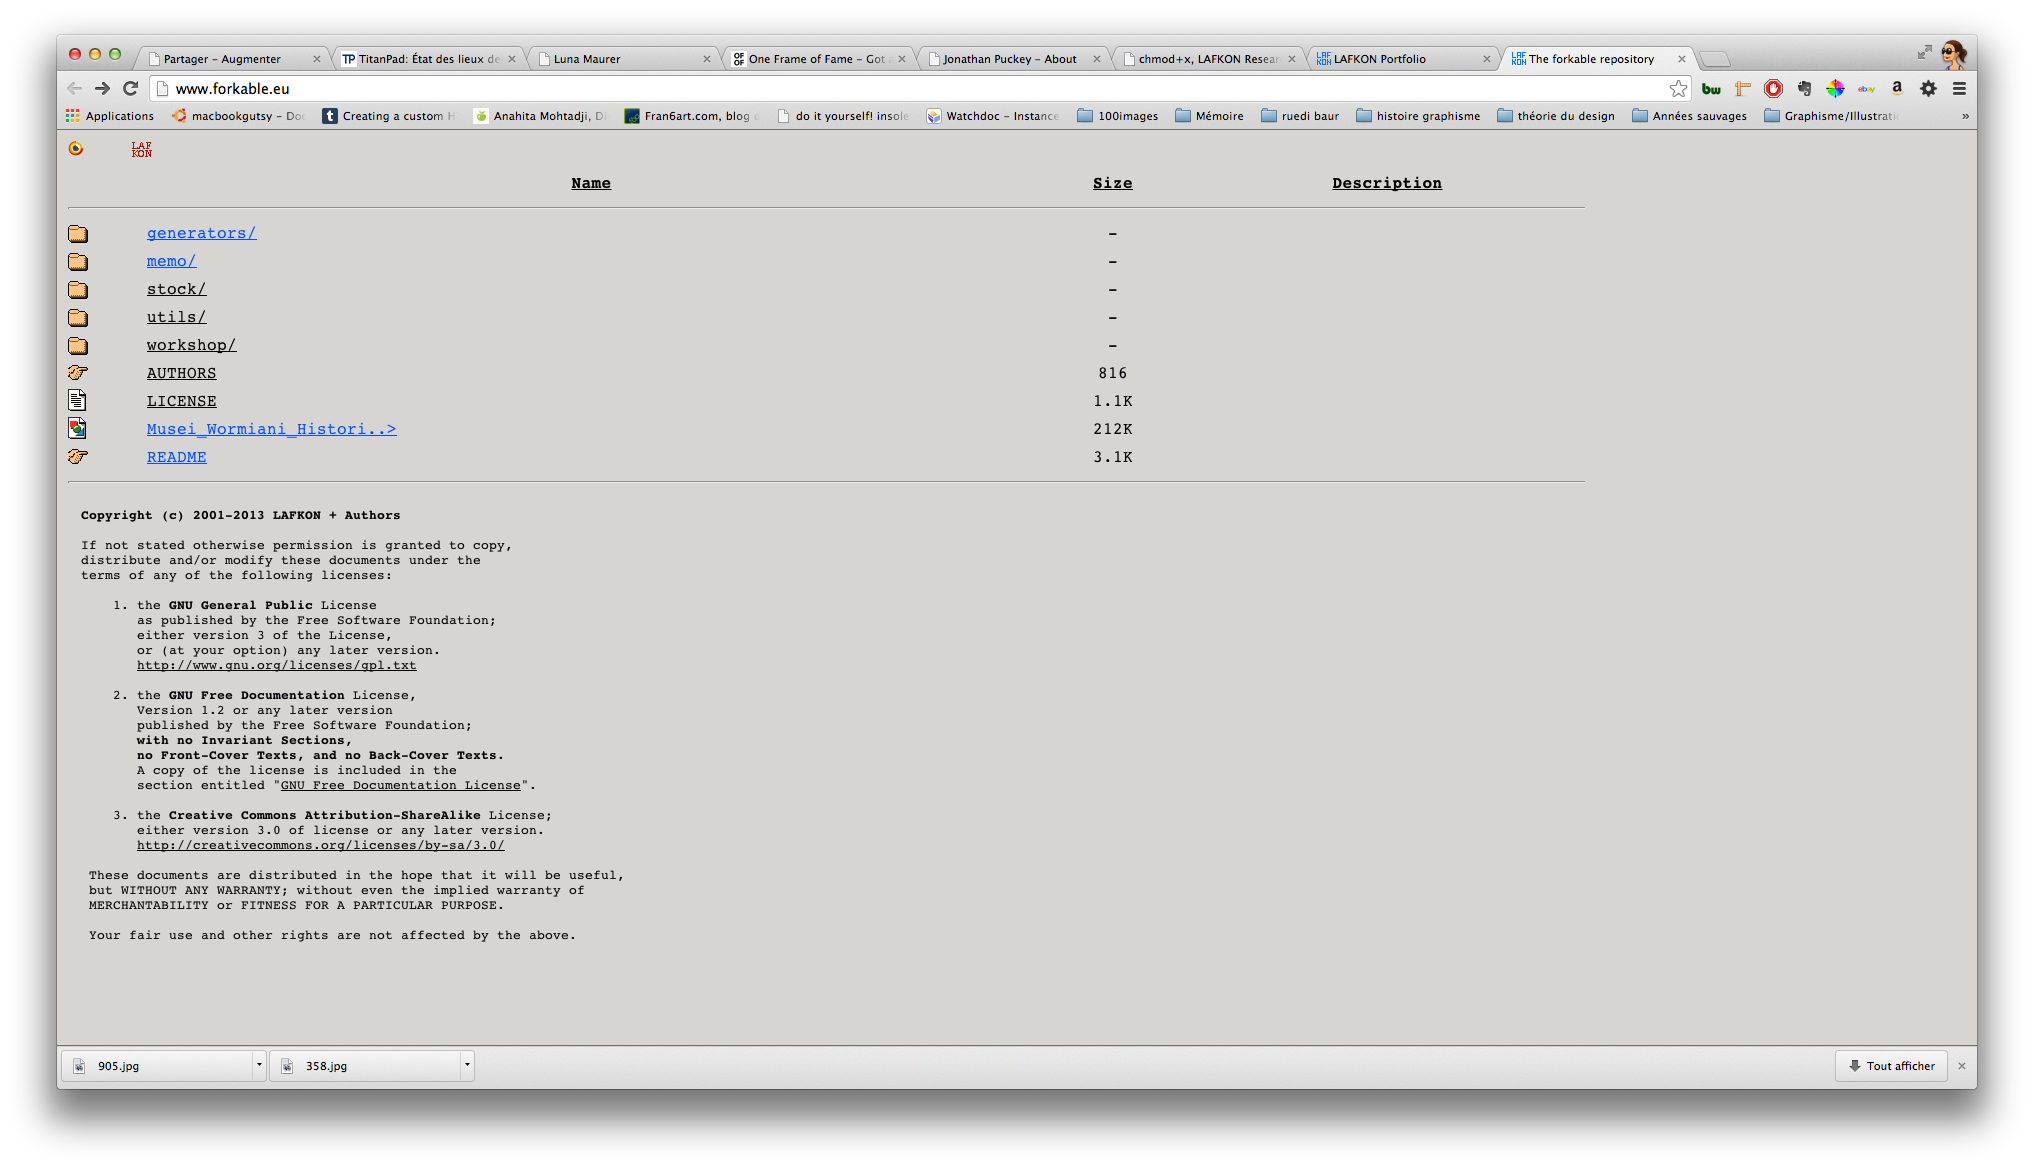 Partager – Augmenter
TP TitanPad: État des lieux de
Luna Maurer
OF OF One Frame of Fame – Got
Jonathan Puckey – About
chmod+x, LAFKON Resear
LAF KON LAFKON Portfolio
LAF KON The forkable repository
www.forkable.eu
bw
ebay
a
Applications
macbookgutsy – Doc
t Creating a custom H
Anahita Mohtadji, Di
Fran6art.com, blog d
do it yourself! insole
Watchdoc – Instance
100images
Mémoire
ruedi baur
histoire graphisme
théorie du design
Années sauvages
Graphisme/Illustratio
»
LAF
KON
Name Size Description
generators/ -
memo/ -
stock/ -
utils/ -
workshop/ -
AUTHORS 816
LICENSE 1.1K
Musei_Wormiani_Histori..> 212K
README 3.1K
Copyright (c) 2001-2013 LAFKON + Authors
If not stated otherwise permission is granted to copy,
distribute and/or modify these documents under the
terms of any of the following licenses:
1. the GNU General Public License
as published by the Free Software Foundation;
either version 3 of the License,
or (at your option) any later version.
http://www.gnu.org/licenses/gpl.txt
2. the GNU Free Documentation License,
Version 1.2 or any later version
published by the Free Software Foundation;
with no Invariant Sections,
no Front-Cover Texts, and no Back-Cover Texts.
A copy of the license is included in the
section entitled "GNU Free Documentation License".
3. the Creative Commons Attribution-ShareAlike License;
either version 3.0 of license or any later version.
http://creativecommons.org/licenses/by-sa/3.0/
These documents are distributed in the hope that it will be useful,
but WITHOUT ANY WARRANTY; without even the implied warranty of
MERCHANTABILITY or FITNESS FOR A PARTICULAR PURPOSE.
Your fair use and other rights are not affected by the above.
905.jpg
358.jpg
Tout afficher